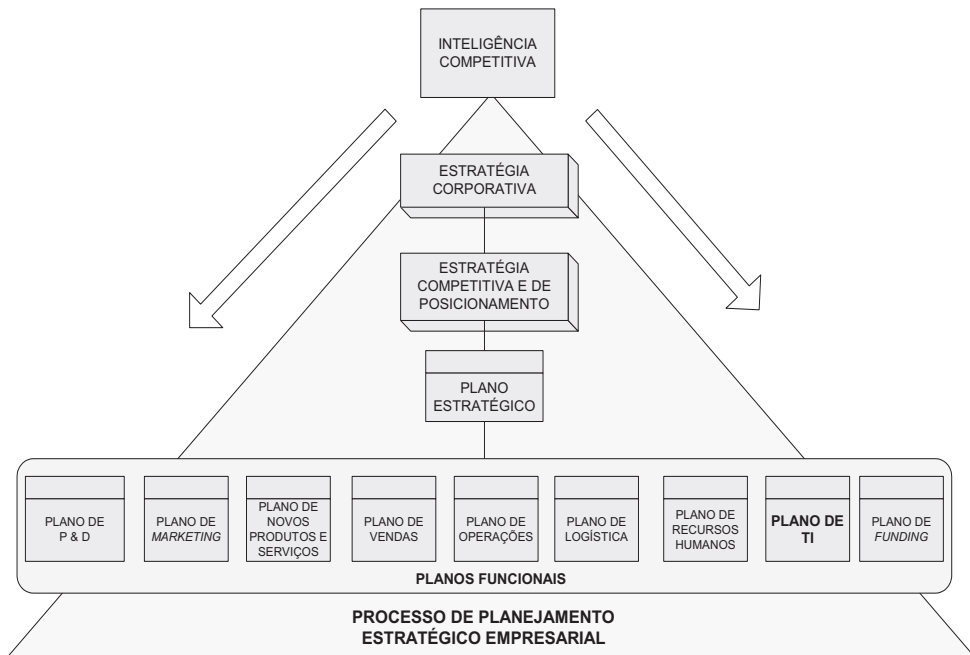 INTELIGÊNCIA
COMPETITIVA
ESTRATÉGIA
CORPORATIVA
ESTRATÉGIA
COMPETITIVA E DE
POSICIONAMENTO
PLANO
ESTRATÉGICO
PLANO DE
P & D
PLANO DE
MARKETING
PLANO DE
NOVOS
PRODUTOS E
SERVIÇOS
PLANO DE
VENDAS
PLANO DE
OPERAÇÕES
PLANO DE
LOGÍSTICA
PLANO DE
RECURSOS
HUMANOS
PLANO DE
TI
PLANO DE
FUNDING
PLANOS FUNCIONAIS
PROCESSO DE PLANEJAMENTO
ESTRATÉGICO EMPRESARIAL